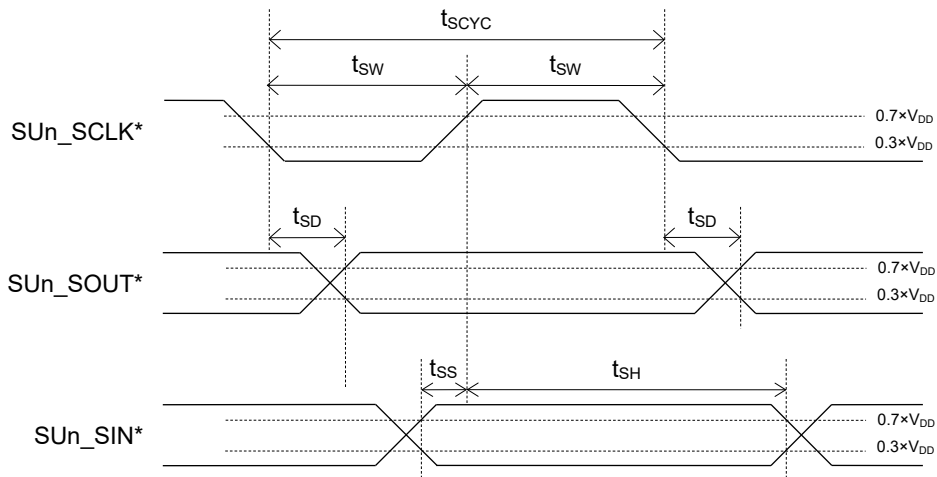 tSCYC
tSW tSW
SUn_SCLK*
0.7×VDD
0.3×VDD
tSD tSD
SUn_SOUT*
0.7×VDD
0.3×VDD
tSS tSH
SUn_SIN*
0.7×VDD
0.3×VDD